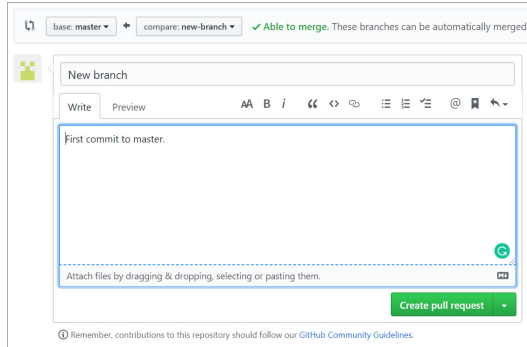 base: master compare: new-branch Able to merge. These branches can be automatically merged
New branch
Write Preview AA B i @
First commit to master.
Attach files by dragging & dropping, selecting or pasting them.
Create pull request
Remember, contributions to this repository should follow our GitHub Community Guidelines.